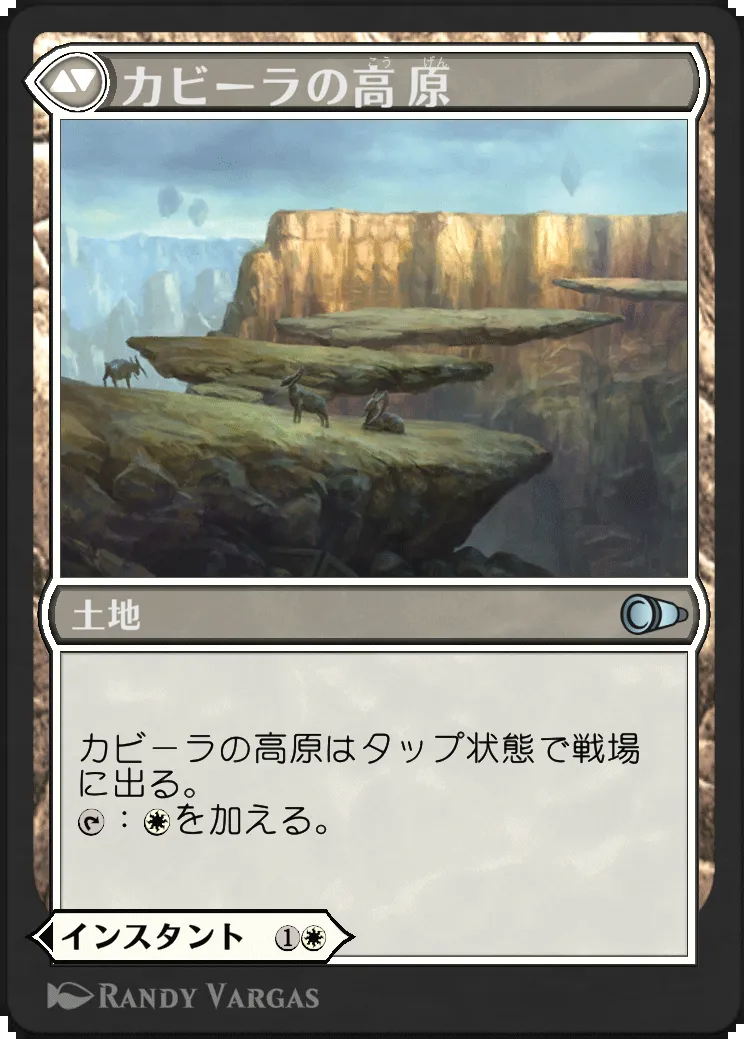 こう げん
カビーラの高原
土地
カビーラの高原はタップ状態で戦場
に出る。
：を加える。
インスタント 1
RANDY VARGAS